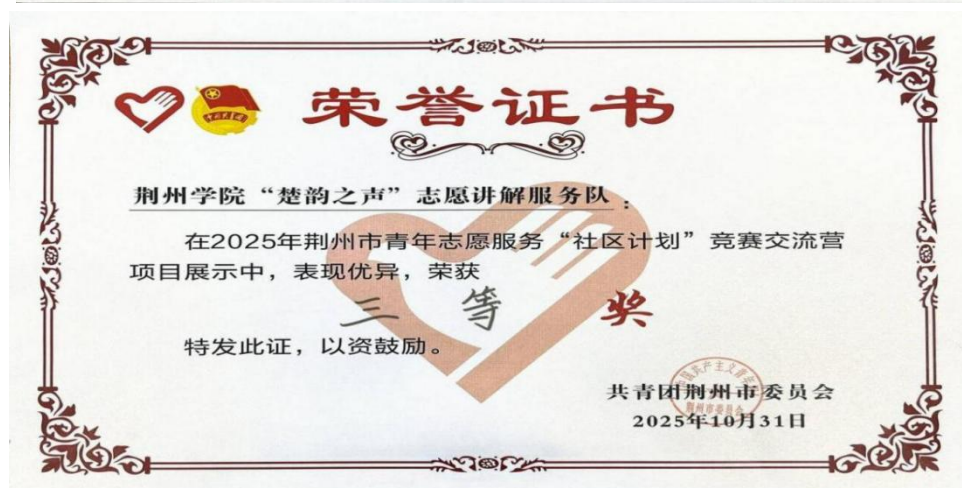 荣誉证书
荆州学院“楚韵之声”志愿讲解服务队：
在2025年荆州市青年志愿服务“社区计划”竞赛交流营
项目展示中，表现优异，荣获
三等奖
特发此证，以资鼓励。
共青团荆州市委员会
2025年10月31日